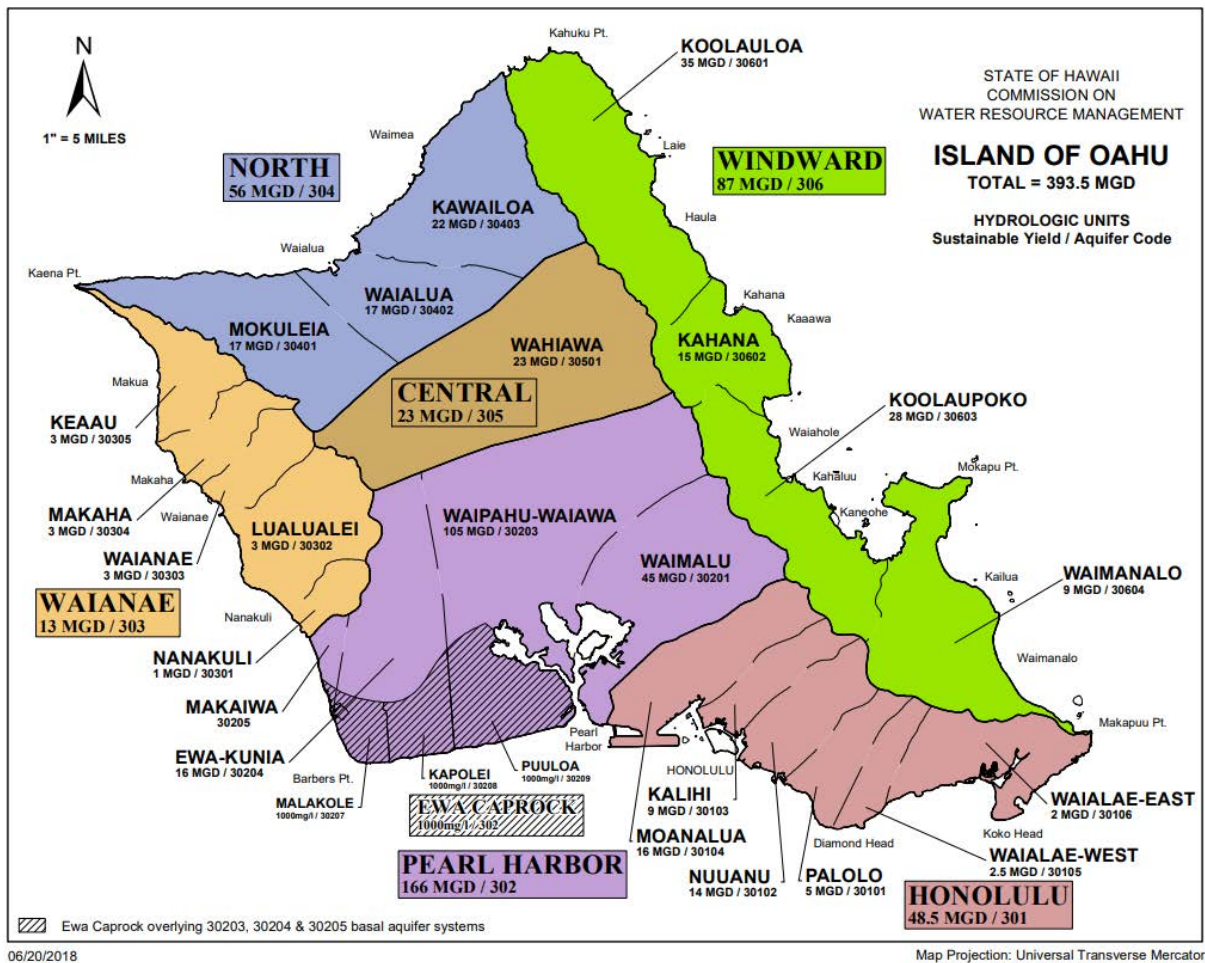 N
1" = 5 MILES
STATE OF HAWAII
COMMISSION ON
WATER RESOURCE MANAGEMENT
ISLAND OF OAHU
TOTAL = 393.5 MGD
HYDROLOGIC UNITS
Sustainable Yield / Aquifer Code
Kahuku Pt.
KOOLAULOA
35 MGD / 30601
Waimea
Laie
NORTH
56 MGD / 304
WINDWARD
87 MGD / 306
KAWAILOA
22 MGD / 30403
Haula
Waialua
Kaena Pt.
WAIALUA
17 MGD / 30402
Kahana
Kaaawa
MOKULEIA
17 MGD / 30401
WAHIAWA
23 MGD / 30501
KAHANA
15 MGD / 30602
Makua
CENTRAL
23 MGD / 305
KOOLAUPOKO
28 MGD / 30603
KEAAU
3 MGD / 30305
Waiahole
Mokapu Pt.
Makaha
Kahaluu
Waianae
Kaneohe
MAKAHA
3 MGD / 30304
LUALUALEI
3 MGD / 30302
WAIPAHU-WAIAWA
105 MGD / 30203
WAIANAE
3 MGD / 30303
WAIMALU
45 MGD / 30201
Kailua
WAIMANALO
9 MGD / 30604
WAIANAE
13 MGD / 303
Nanakuli
NANAKULI
1 MGD / 30301
Waimanalo
MAKAIWA
30205
Makapuu Pt.
EWA-KUNIA
16 MGD / 30204
Pearl
Harbor
Barbers Pt.
PUULOA
1000mg/l / 30209
HONOLULU
KAPOLEI
1000mg/l / 30208
MALAKOLE
1000mg/l / 30207
KALIHI
9 MGD / 30103
WAIALAE-EAST
2 MGD / 30106
EWA CAPROCK
1000mg/l / 302
MOANALUA
16 MGD / 30104
Diamond Head
Koko Head
WAIALAE-WEST
2.5 MGD / 30105
PEARL HARBOR
166 MGD / 302
NUUANU
14 MGD / 30102
PALOLO
5 MGD / 30101
HONOLULU
48.5 MGD / 301
Ewa Caprock overlying 30203, 30204 & 30205 basal aquifer systems
06/20/2018
Map Projection: Universal Transverse Mercator